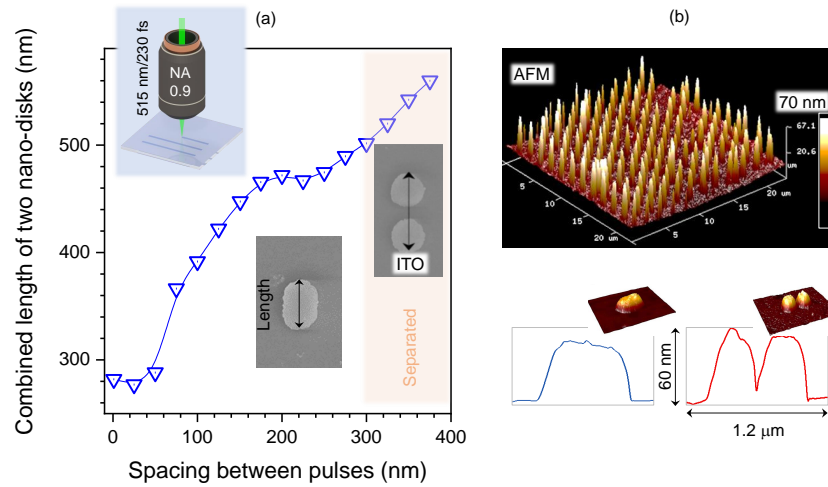 (a)
(b)
Combined length of two nano-disks (nm)
500
400
300
515 nm/230 fs
NA
0.9
Length
ITO
Separated
0
100
200
300
400
Spacing between pulses (nm)
AFM
70 nm
67.1
20.6
um
5
10
15
20 um
5
10
15
20 um
60 nm
1.2 μm